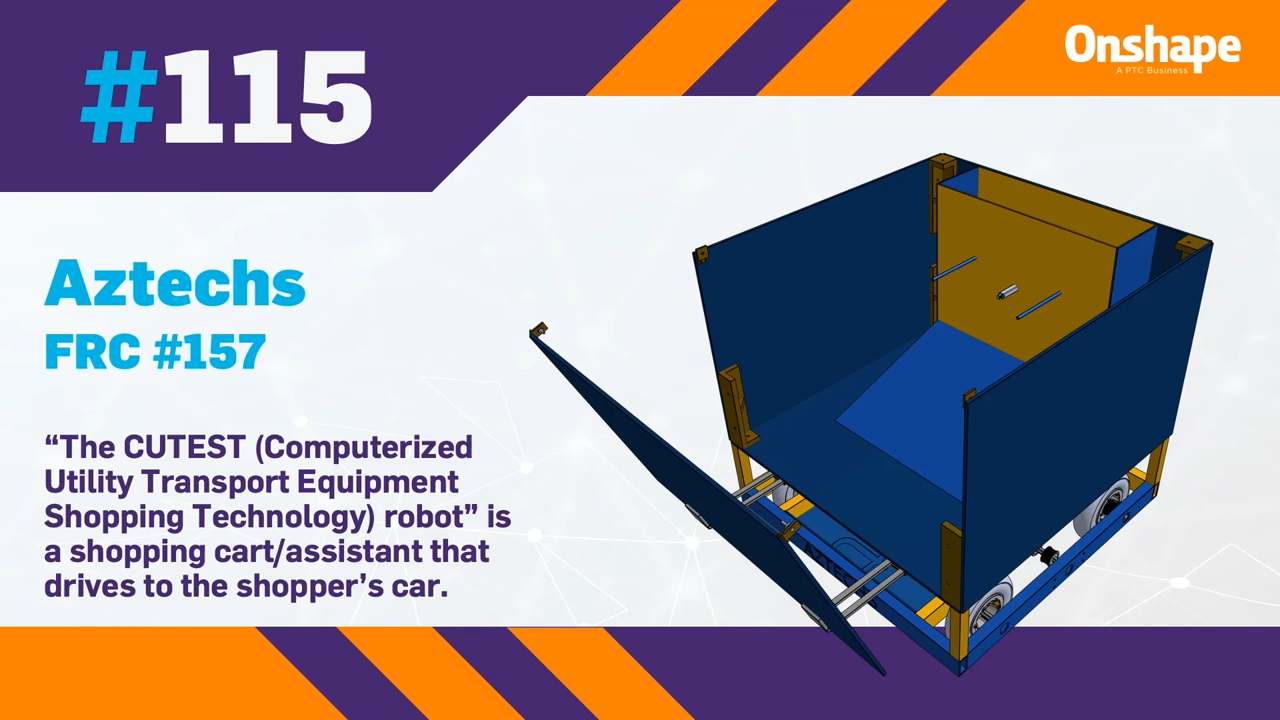 #115
Onshape
A PTC Business
Aztechs
FRC #157
“The CUTEST (Computerized
Utility Transport Equipment
Shopping Technology) robot” is
a shopping cart/assistant that
drives to the shopper’s car.